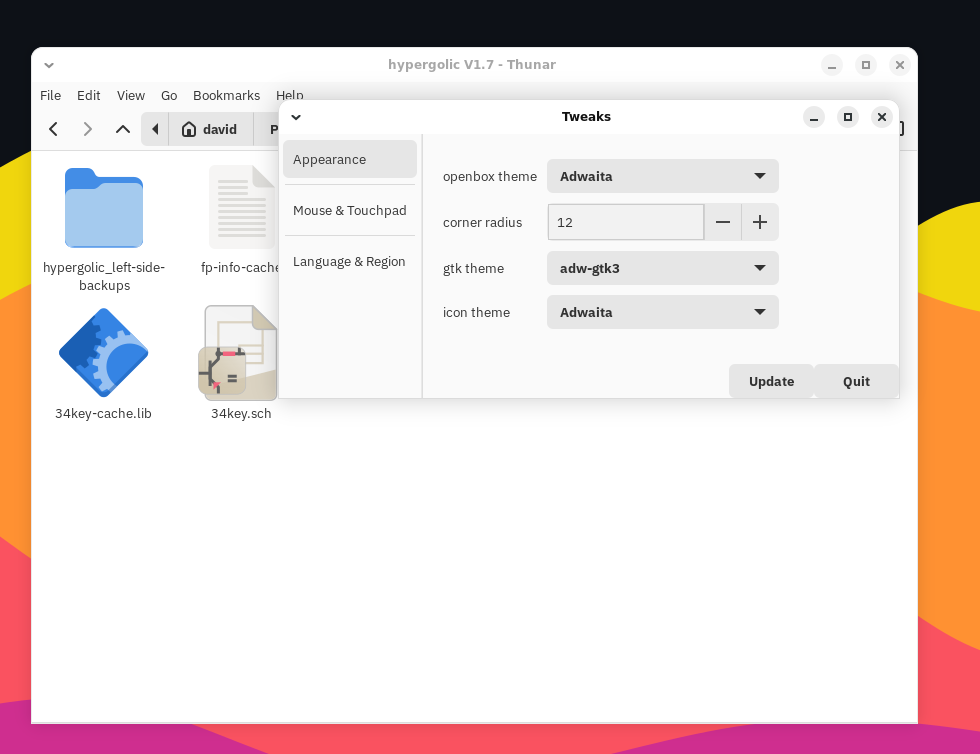 hypergolic V1.7 - Thunar
File Edit View Go Bookmarks Help
david
hypergolic_left-side-
backups
fp-info-cache
34key-cache.lib
34key.sch
Tweaks
Appearance
Mouse & Touchpad
Language & Region
openbox theme Adwaita
corner radius 12
gtk theme adw-gtk3
icon theme Adwaita
Update Quit